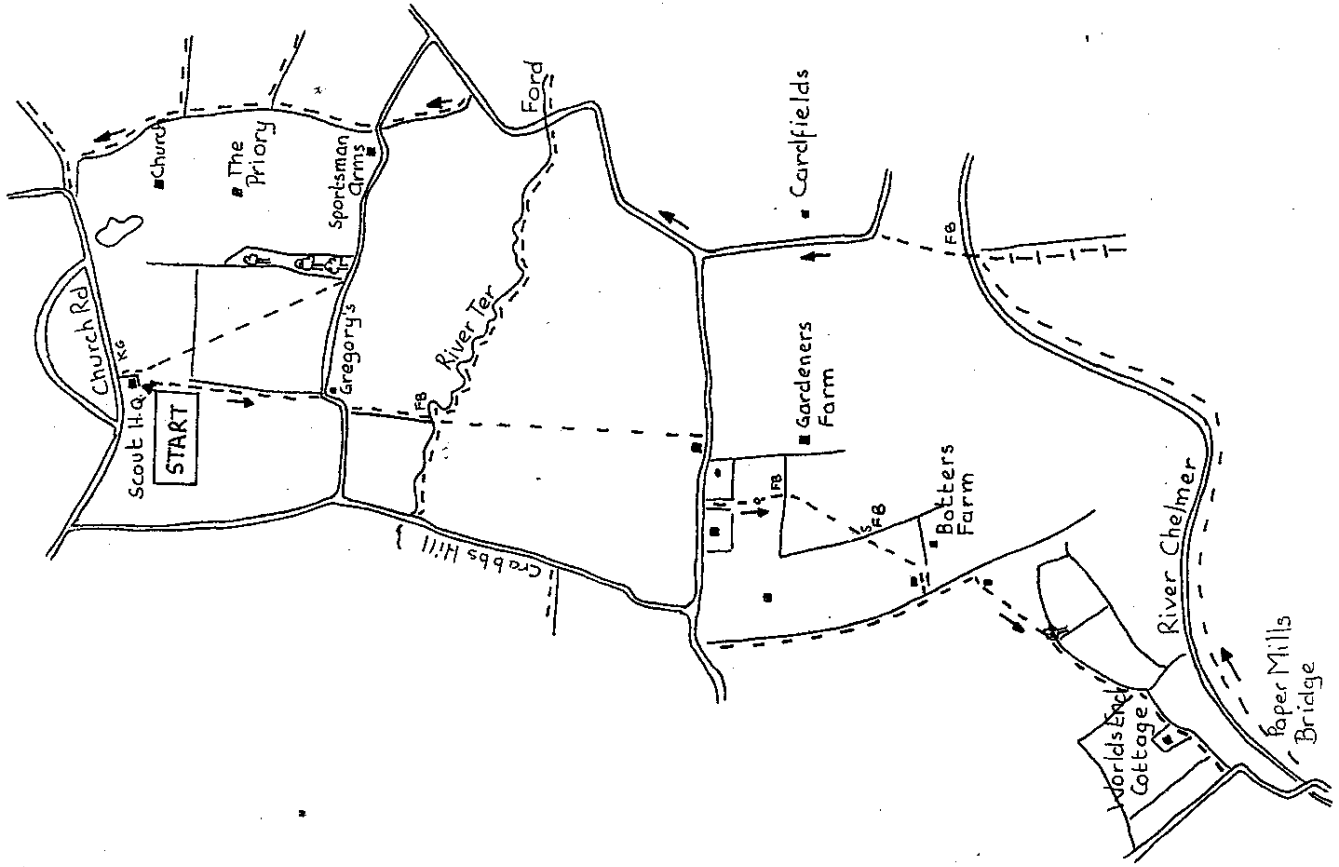 Church Rd
KG
Scout H.Q.
START
Church
The
Priory
Sportsman
Arms
Gregory's
Ford
River Ter
FB
Crabbs Hill
Cardfields
Gardeners
Farm
FB
S
FB
Botters
Farm
FB
River Chelmer
Worlds End
Cottage
Paper Mills
Bridge